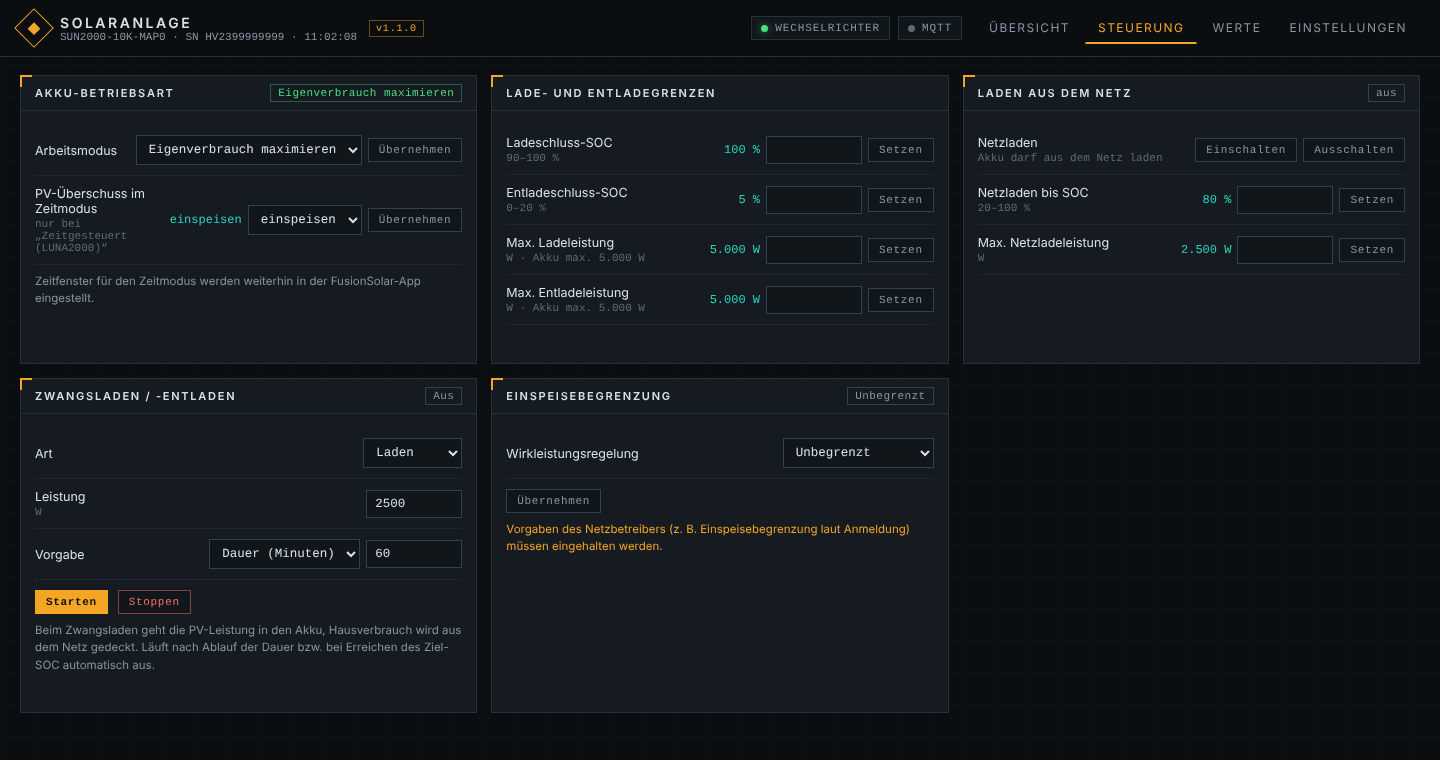 SOLARANLAGE
SUN2000-10K-MAP0 · SN HV2399999999 · 11:02:08
v1.1.0
WECHSELRICHTER
MQTT
ÜBERSICHT
STEUERUNG
WERTE
EINSTELLUNGEN
AKKU-BETRIEBSART
Eigenverbrauch maximieren
Arbeitsmodus
Eigenverbrauch maximieren
Übernehmen
PV-Überschuss im
Zeitmodus
nur bei
„Zeitgesteuert
(LUNA2000)“
einspeisen
einspeisen
Übernehmen
Zeitfenster für den Zeitmodus werden weiterhin in der FusionSolar-App
eingestellt.
LADE- UND ENTLADEGRENZEN
Ladeschluss-SOC
90–100 %
100 %
Setzen
Entladeschluss-SOC
0–20 %
5 %
Setzen
Max. Ladeleistung
W · Akku max. 5.000 W
5.000 W
Setzen
Max. Entladeleistung
W · Akku max. 5.000 W
5.000 W
Setzen
LADEN AUS DEM NETZ
aus
Netzladen
Akku darf aus dem Netz laden
Einschalten
Ausschalten
Netzladen bis SOC
20–100 %
80 %
Setzen
Max. Netzladeleistung
W
2.500 W
Setzen
ZWANGSLADEN / -ENTLADEN
Aus
Art
Laden
Leistung
W
2500
Vorgabe
Dauer (Minuten)
60
Starten
Stoppen
Beim Zwangsladen geht die PV-Leistung in den Akku, Hausverbrauch wird aus
dem Netz gedeckt. Läuft nach Ablauf der Dauer bzw. bei Erreichen des Ziel-
SOC automatisch aus.
EINSPEISEBEGRENZUNG
Unbegrenzt
Wirkleistungsregelung
Unbegrenzt
Übernehmen
Vorgaben des Netzbetreibers (z. B. Einspeisebegrenzung laut Anmeldung)
müssen eingehalten werden.